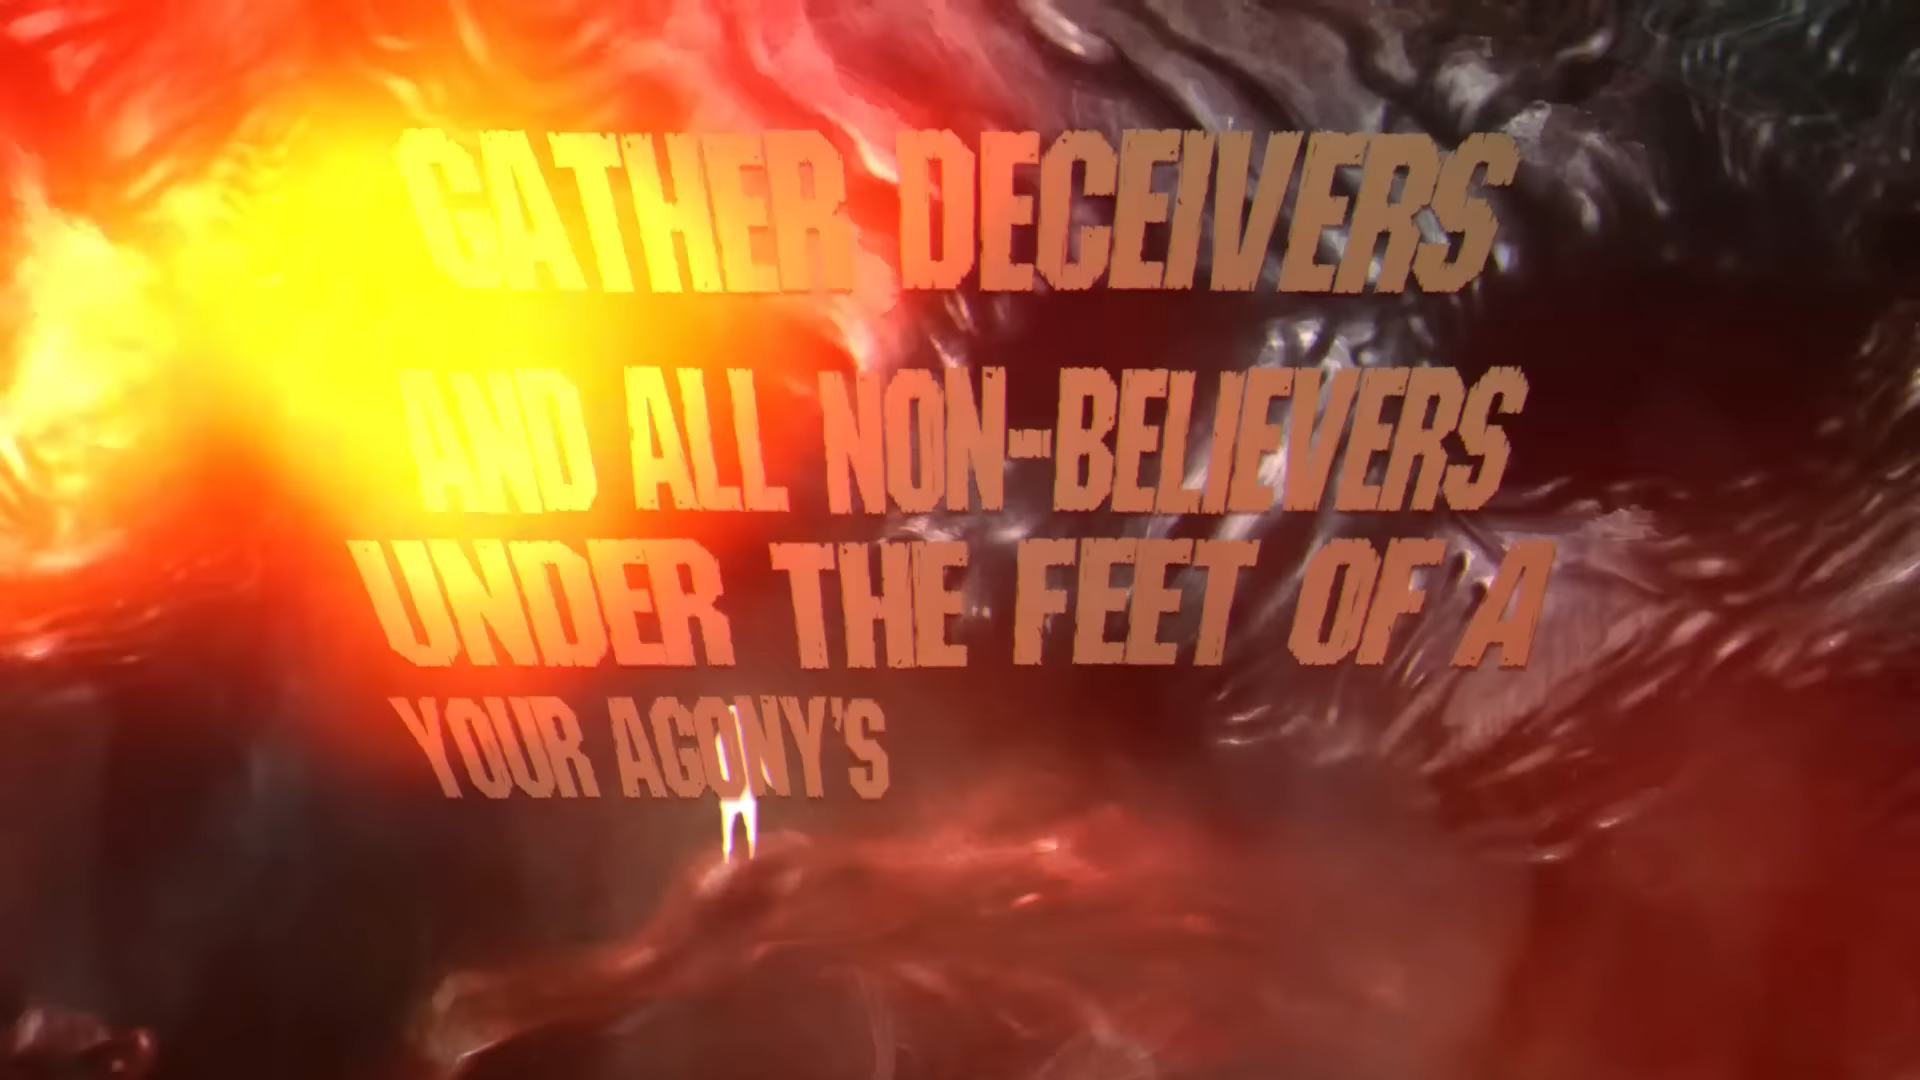 GATHER DECEIVERS
AND ALL NON-BELIEVERS
UNDER THE FEET OF A
YOUR AGONY'S